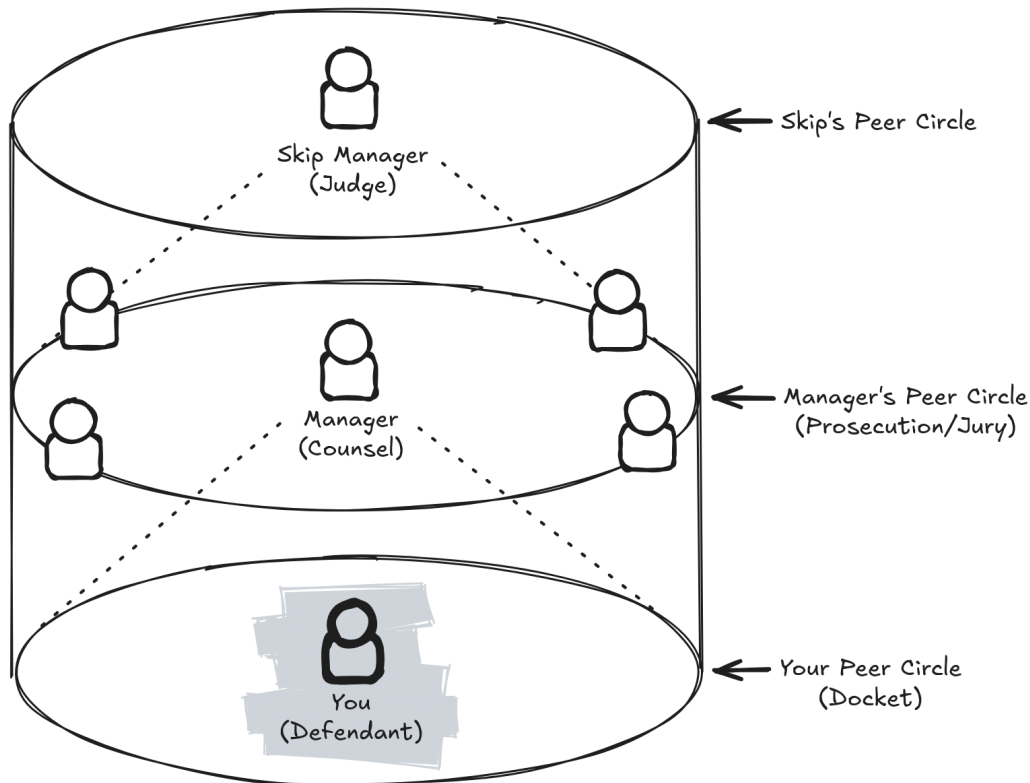 Skip Manager
(Judge)
Skip's Peer Circle
Manager
(Counsel)
Manager's Peer Circle
(Prosecution/Jury)
You
(Defendant)
Your Peer Circle
(Docket)